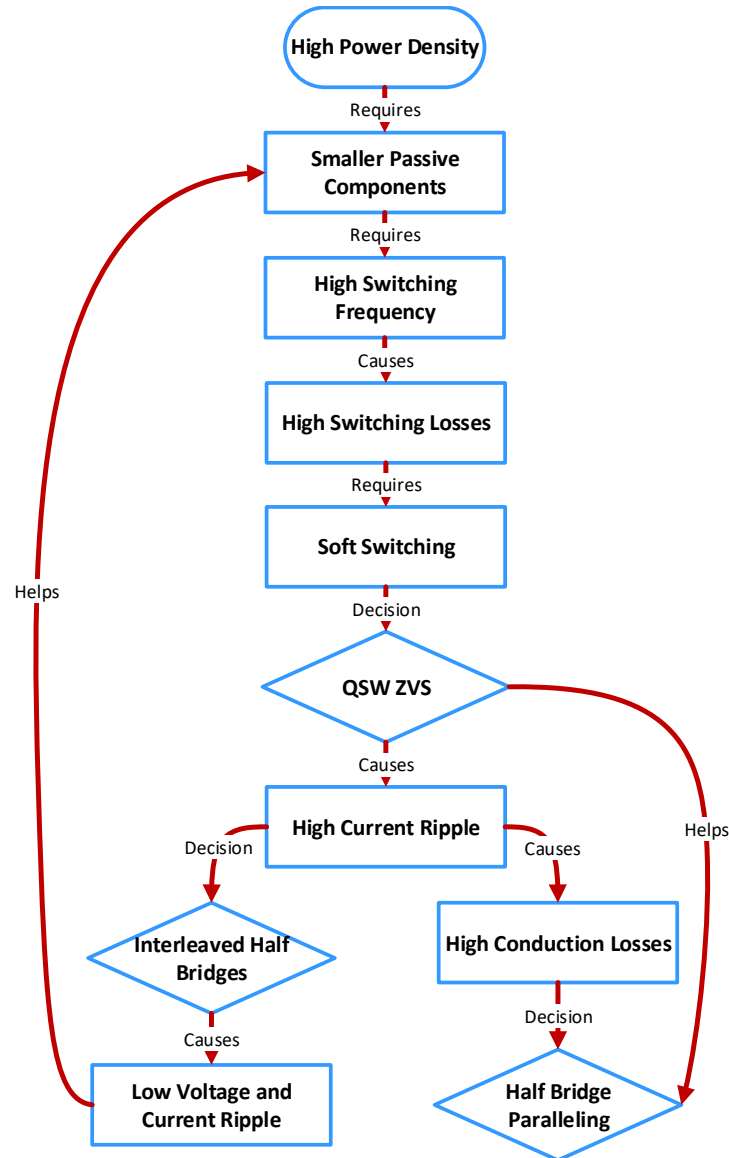 High Power Density
Requires
Smaller Passive
Components
Requires
High Switching
Frequency
Causes
High Switching Losses
Requires
Soft Switching
Helps
Decision
QSW ZVS
Causes
High Current Ripple
Helps
Decision
Causes
Interleaved Half
Bridges
High Conduction Losses
Causes
Decision
Low Voltage and
Current Ripple
Half Bridge
Paralleling